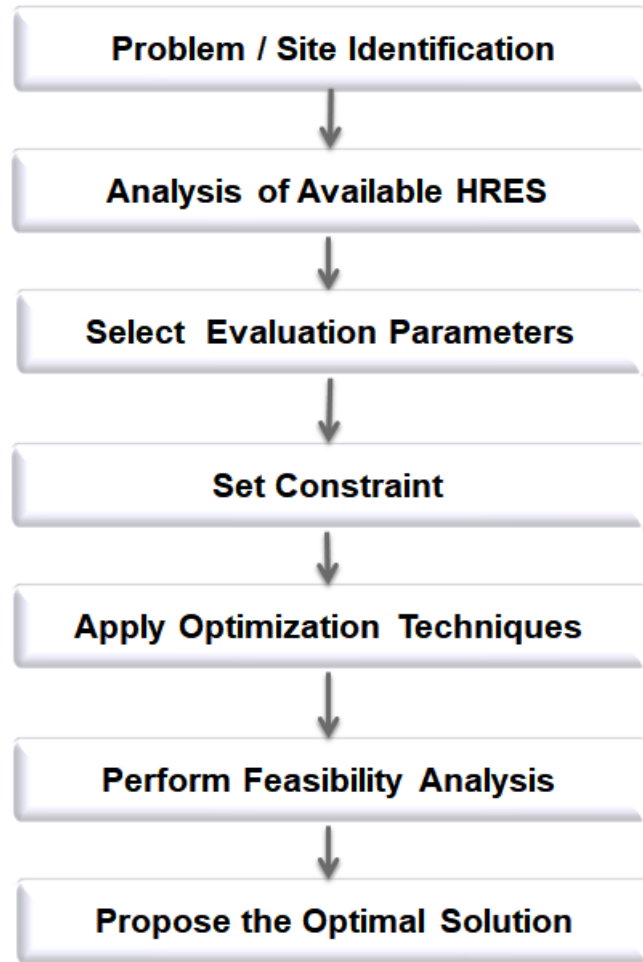 Problem / Site Identification
Analysis of Available HRES
Select Evaluation Parameters
Set Constraint
Apply Optimization Techniques
Perform Feasibility Analysis
Propose the Optimal Solution